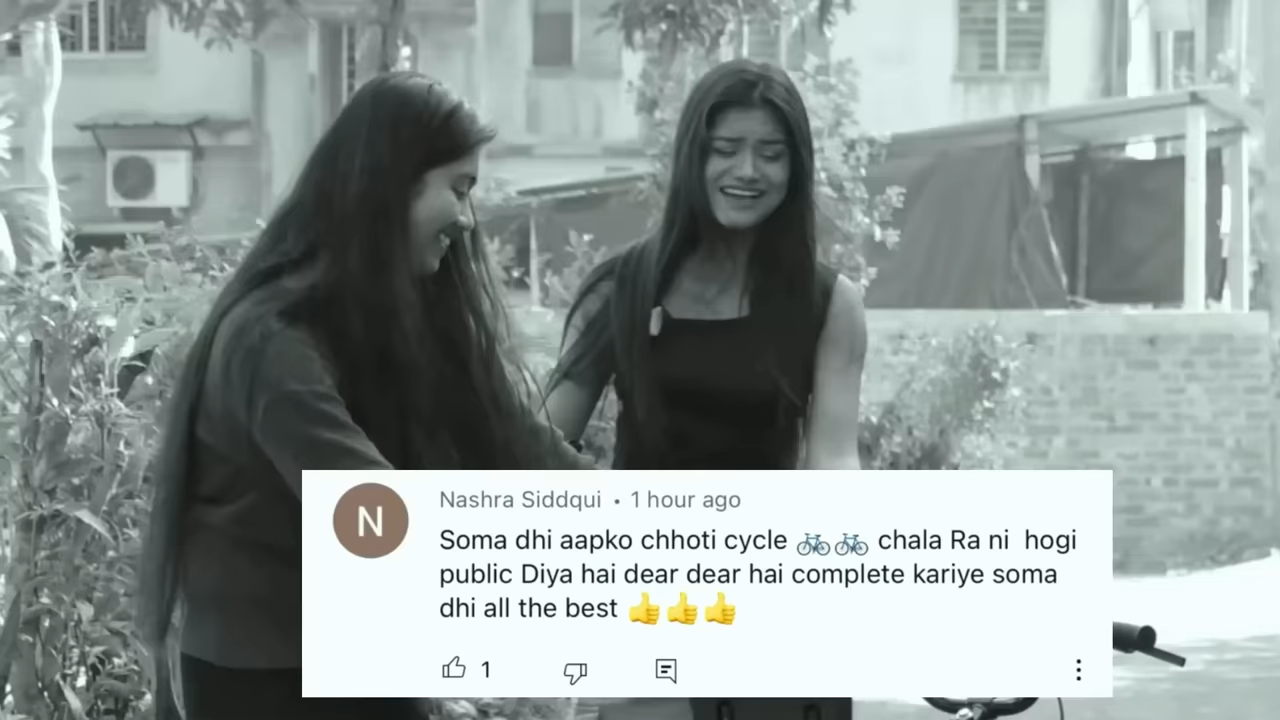 N
Nashra Siddqui • 1 hour ago
Soma dhi aapko chhoti cycle 🚲🚲 chala Ra ni hogi
public Diya hai dear dear hai complete kariye soma
dhi all the best 👍👍👍
1